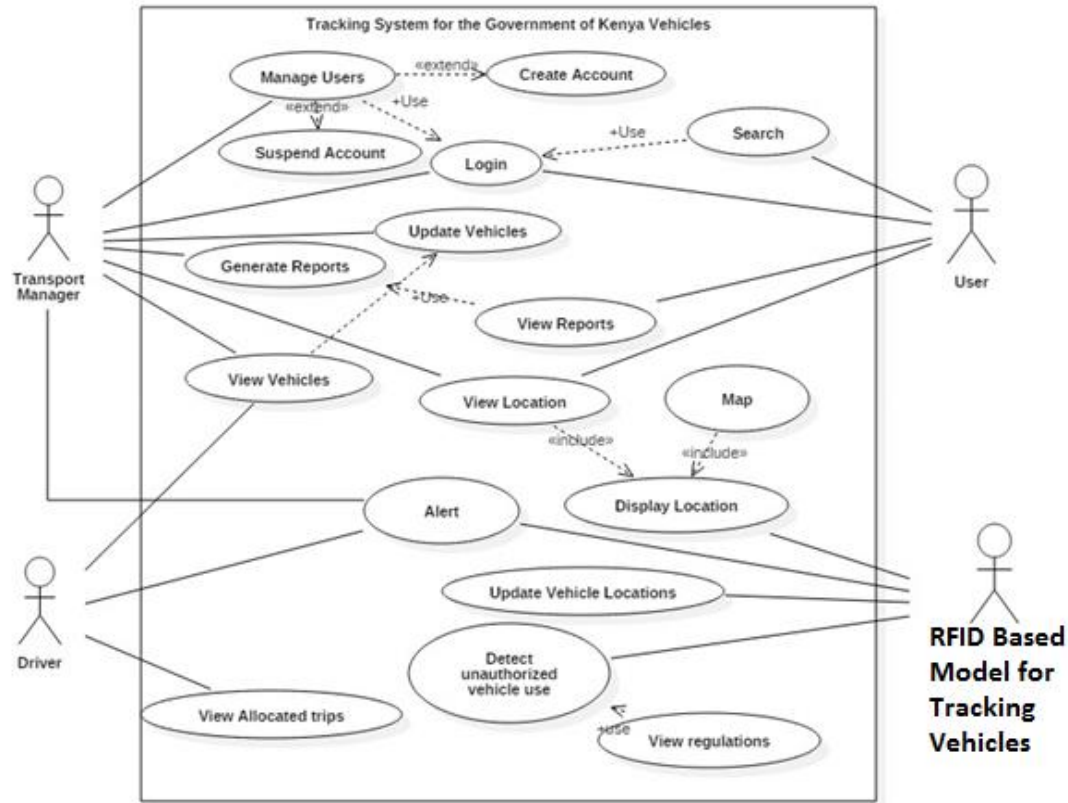 Tracking System for the Government of Kenya Vehicles
Manage Users
«extend»
Create Account
«extend»
+Use
Suspend Account
Login
+Use
Search
Transport
Manager
Update Vehicles
Generate Reports
+Use
View Reports
User
View Vehicles
View Location
Map
«include»
«include»
Display Location
Alert
Update Vehicle Locations
Driver
Detect
unauthorized
vehicle use
RFID Based
Model for
Tracking
Vehicles
View Allocated trips
+use
View regulations